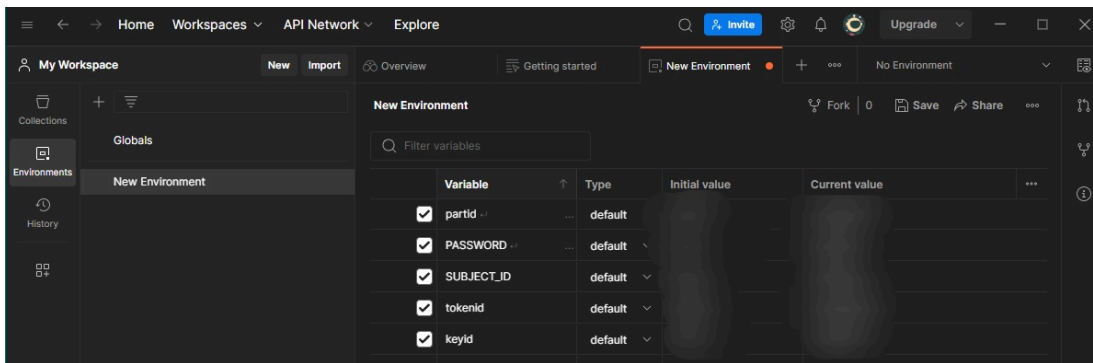 Home Workspaces API Network Explore Invite Upgrade
My Workspace New Import Overview Getting started New Environment No Environment
Collections
Environments
History
Globals
New Environment
New Environment Fork 0 Save Share
Filter variables
Variable Type Initial value Current value
partid default
PASSWORD default
SUBJECT_ID default
tokenid default
keyid default